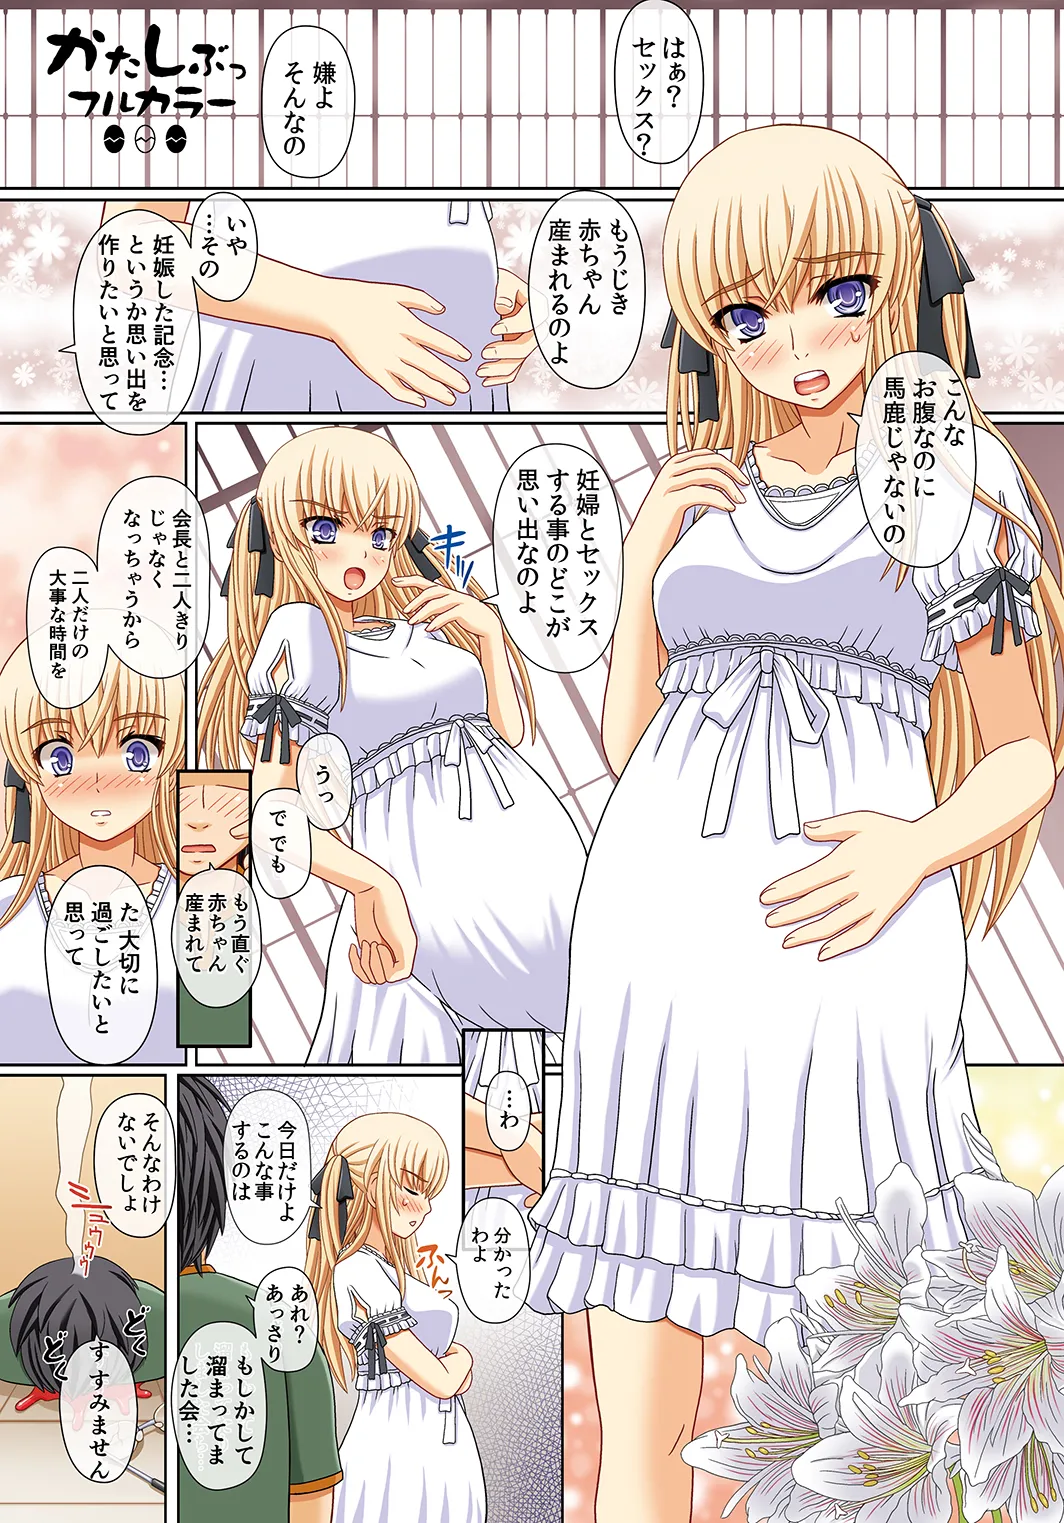 かたしぶっ
フルカラー
はぁ?
セックス?
嫌よ
そんなの
もうじき
赤ちゃん
産まれるのよ
こんな
お腹なのに
馬鹿じゃないの
いや
…その
妊娠した記念…
というか思い出を
作りたいと思って
妊婦とセックス
する事のどこが
思い出なのよ
キッ
うっ
で でも
もう直ぐ
赤ちゃん
産まれて
会長と二人きり
じゃなく
なっちゃうから
二人だけの
大事な時間を
た 大切に
過ごしたいと
思って
…わ
分かった
わよ
今日だけよ
こんな事
するのは
ふんっ
あれ?
あっさり
もしかして
溜まってま
した会…
そんなわけ
ないでしょ
ミュウゥゥ
どく
どく
す すみません